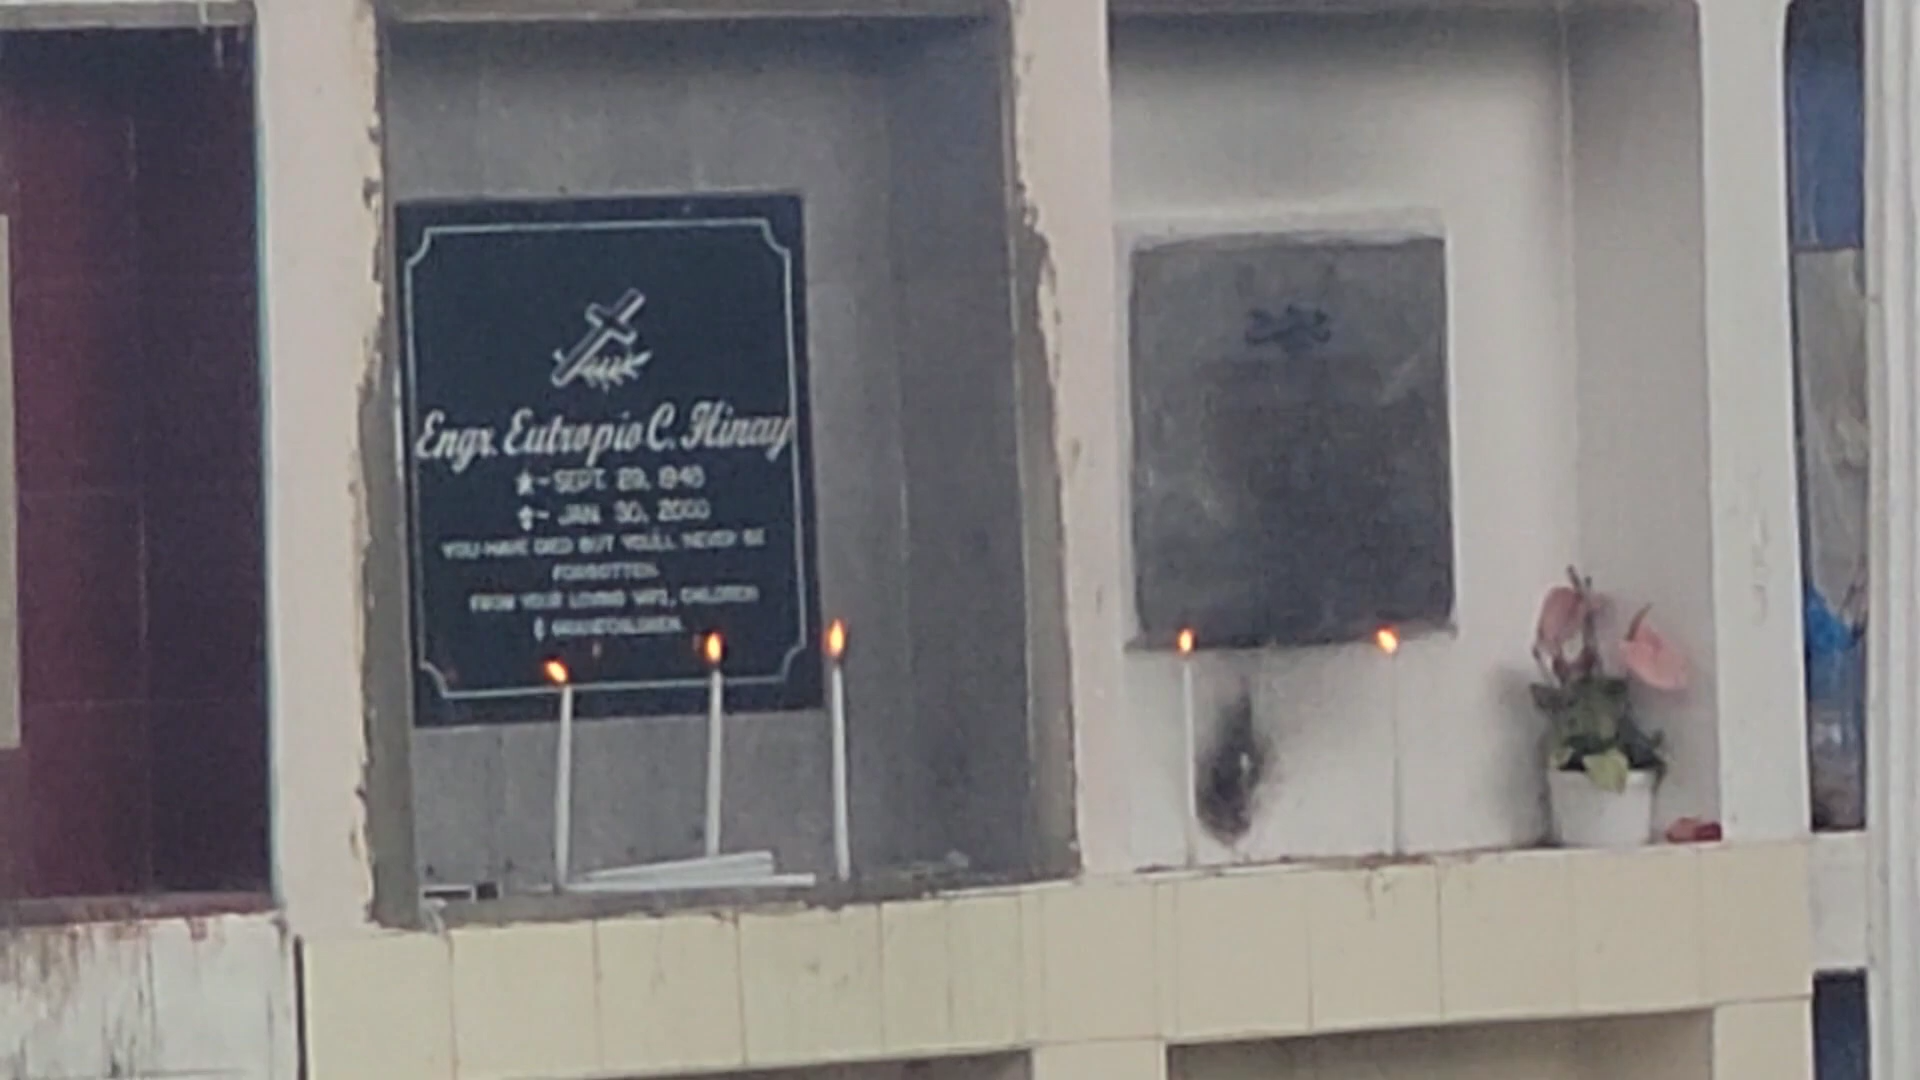 Engr. Eutropio C. Hinay
SEPT. 29, 194
JAN. 30, 2000
YOU HAVE DIED BUT YOU'LL NEVER BE
FORGOTTEN.
FROM YOUR LOVING WIFE, CHILDREN
& GRANDCHILDREN